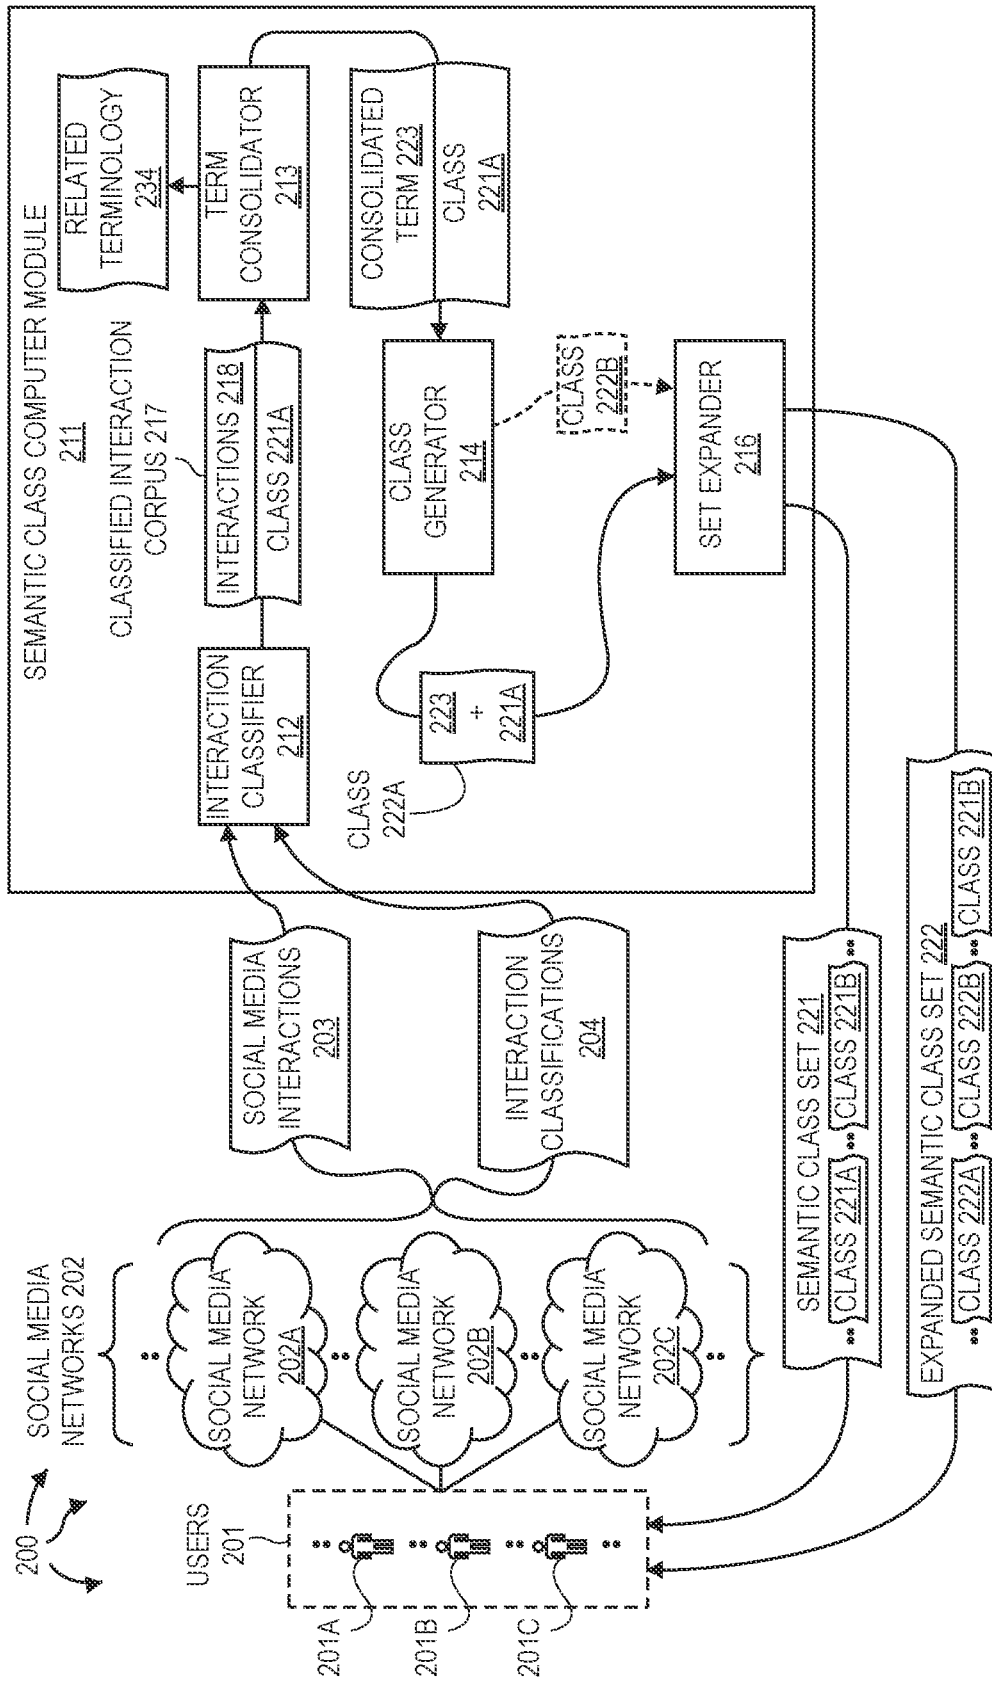 200
SOCIAL MEDIA
NETWORKS 202
USERS
201
201A
201B
201C
SOCIAL MEDIA
NETWORK
202A
SOCIAL MEDIA
NETWORK
202B
SOCIAL MEDIA
NETWORK
202C
SOCIAL MEDIA
INTERACTIONS
203
INTERACTION
CLASSIFICATIONS
204
SEMANTIC CLASS COMPUTER MODULE
211
INTERACTION
CLASSIFIER
212
CLASSIFIED INTERACTION
CORPUS 217
INTERACTIONS 218
CLASS 221A
RELATED
TERMINOLOGY
234
TERM
CONSOLIDATOR
213
CONSOLIDATED
TERM 223
CLASS
221A
CLASS
GENERATOR
214
CLASS
222A
223
+
221A
CLASS
222B
SET EXPANDER
216
SEMANTIC CLASS SET 221
CLASS 221A
CLASS 221B
EXPANDED SEMANTIC CLASS SET 222
CLASS 222A
CLASS 222B
CLASS 221B